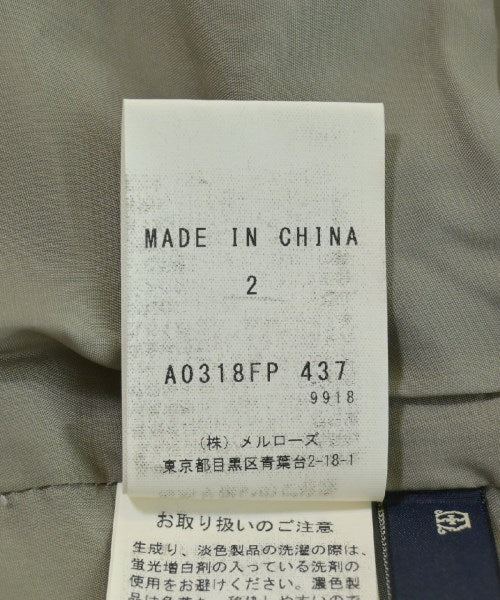 MADE IN CHINA
2
A0318FP 437
9918
(株) メルローズ
東京都目黒区青葉台2-18-1
お取り扱いのご注意
生成り、淡色製品の洗濯の際は、
蛍光増白剤の入っている洗剤の
使用をお避けください。濃色製